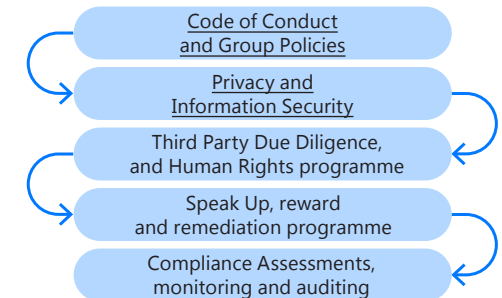 Code of Conduct
and Group Policies
Privacy and
Information Security
Third Party Due Diligence,
and Human Rights programme
Speak Up, reward
and remediation programme
Compliance Assessments,
monitoring and auditing